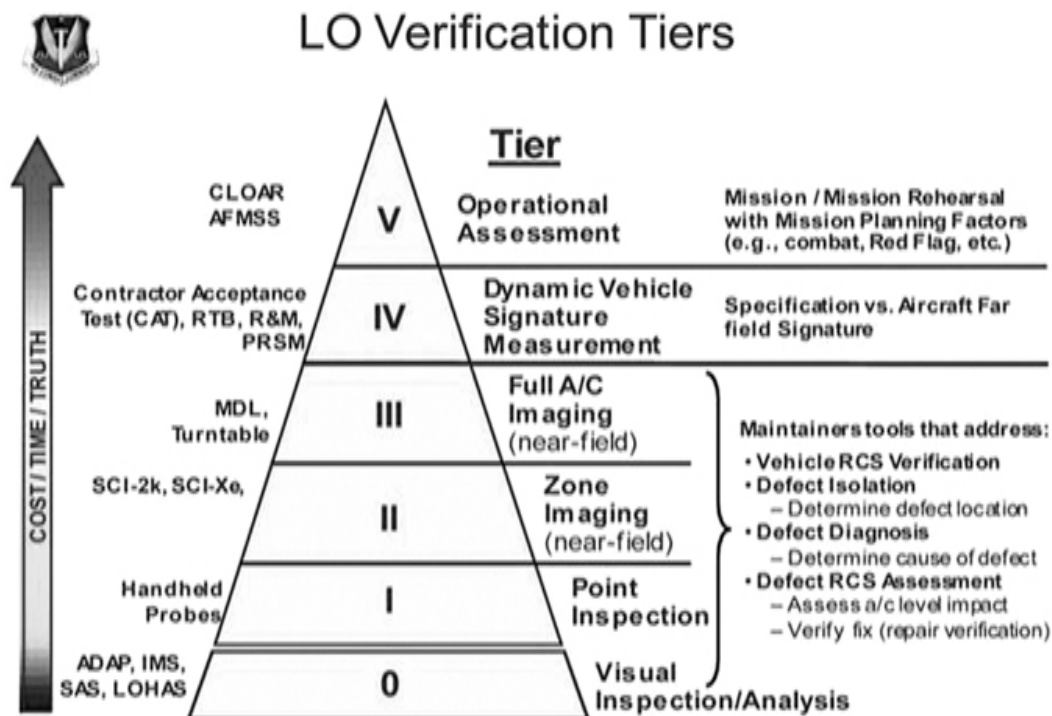 LO Verification Tiers
Tier
COST / TIME / TRUTH
CLOAR
AFMSS
V
Operational
Assessment
Mission / Mission Rehearsal
with Mission Planning Factors
(e.g., combat, Red Flag, etc.)
Contractor Acceptance
Test (CAT), RTB, R&M,
PRSM
IV
Dynamic Vehicle
Signature
Measurement
Specification vs. Aircraft Far
field Signature
MDL,
Turntable
III
Full A/C
Imaging
(near-field)
SCI-2k, SCI-Xe,
II
Zone
Imaging
(near-field)
Handheld
Probes
I
Point
Inspection
ADAP, IMS,
SAS, LOHAS
0
Visual
Inspection/Analysis
Maintainers tools that address:
• Vehicle RCS Verification
• Defect Isolation
– Determine defect location
• Defect Diagnosis
– Determine cause of defect
• Defect RCS Assessment
– Assess a/c level impact
– Verify fix (repair verification)